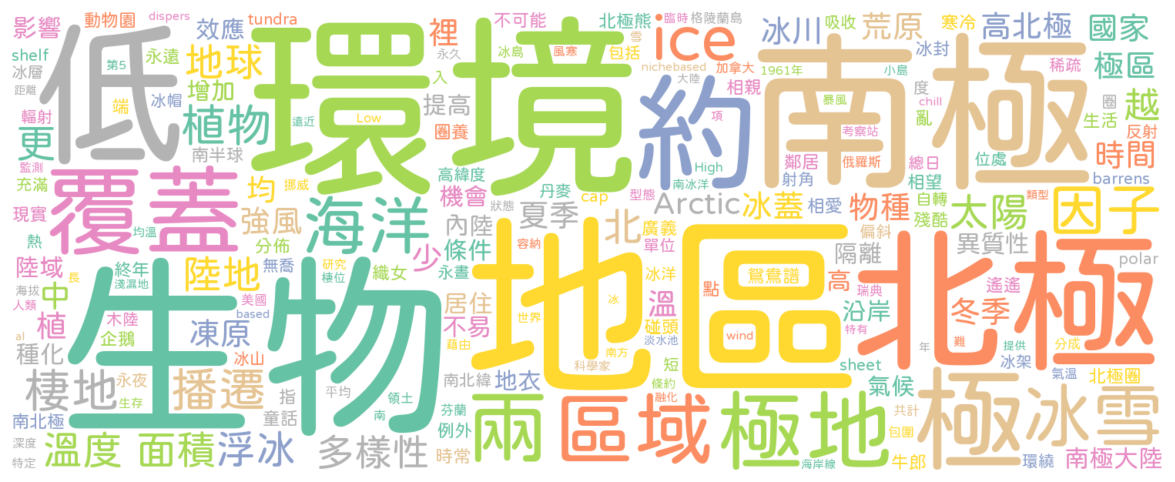 影響
動物園
dispers
效應
tundra
不可能
北極熊
臨時
格陵蘭島
冰川
吸收
荒原
寒冷
高北極
國家
shelf
冰層
距離
第5
永遠
地球
增加
低
環境
裡
永久
冰島
風寒
雪
包括
ice
nichebased
加拿大
大陸
1961年
小島
冰封
稀疏
極區
輻射
端
冰帽
植物
遠近
Low
提高
圈養
約
項
相親
暴風
南極
度
亂
chill
圈
生活
越
反射
更
南半球
監測
充滿
均
挪威
高緯度
機會
丹麥
型態
cap
High
南冰洋
考察站
鄰居
射角
俄羅斯
總日
相望
位處
時間
barrens
覆蓋
強風
海洋
內陸
夏季
狀態
Arctic
冰蓋
相愛
物種
自轉
殘酷
太陽
類型
因子
現實
均溫
分佈
無喬
永晝
條件
少
北
廣義
單位
偏斜
異質性
隔離
熱
陸域
長
終年
淺濕地
陸地
研究
棲位
織女
容納
冰洋
溫
點
鴛鴦譜
高
瑞典
遙遙
polar
海拔
人類
中
植
生物
美國
based
居住
不易
藉由
世界
冰
地區
碰頭
淡水池
wind
沿岸
特有
冬季
北極
al
木陸
企鵝
凍原
種化
冰山
科學家
南方
短
sheet
年
難
提供
冰架
分成
氣溫
棲地
永夜
生存
播遷
指
平均
南北緯
地衣
條約
融化
氣候
北極圈
南北極
童話
南
領土
芬蘭
例外
兩
區域
極地
共計
包圍
極
冰雪
深度
特定
溫度
面積
浮冰
多樣性
時常
海岸線
牛郎
環繞
南極大陸